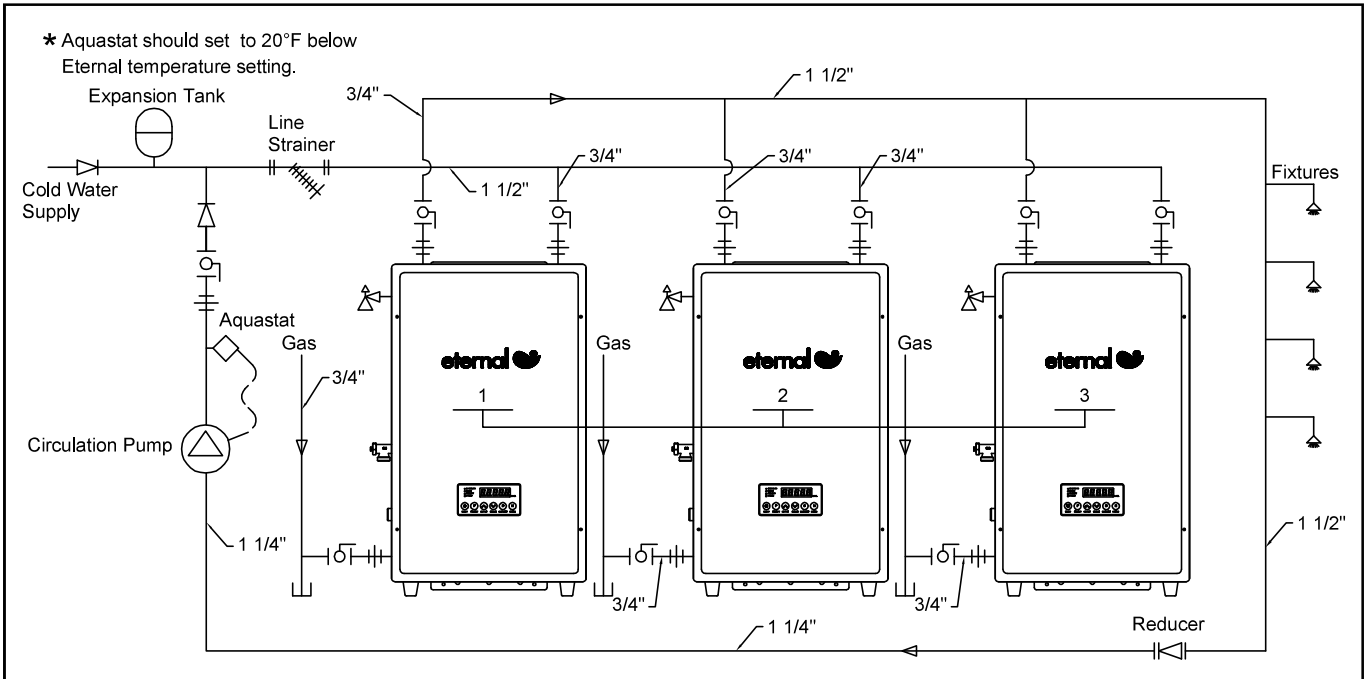 * Aquastat should set to 20°F below
Eternal temperature setting.
Expansion Tank
Line
Strainer
Cold Water
Supply
3/4"
1 1/2"
1 1/2"
3/4"
3/4"
3/4"
Fixtures
Aquastat
Gas
Gas
Gas
3/4"
eternal
eternal
eternal
1
2
3
Circulation Pump
1 1/4"
3/4"
3/4"
1 1/2"
1 1/4"
Reducer